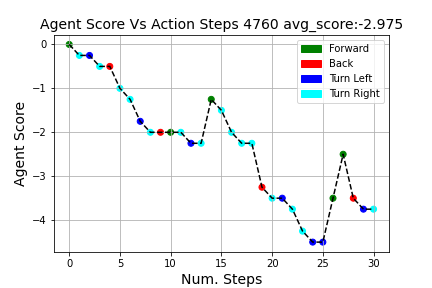 Agent Score Vs Action Steps 4760 avg_score:-2.975
Forward
Back
Turn Left
Turn Right
Agent Score
0
−1
−2
−3
−4
0 5 10 15 20 25 30
Num. Steps